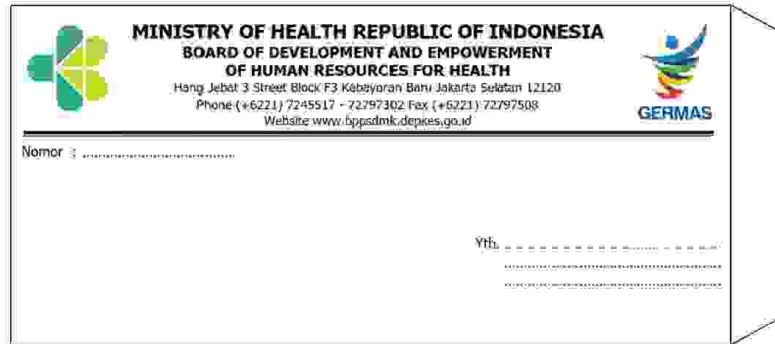 MINISTRY OF HEALTH REPUBLIC OF INDONESIA
BOARD OF DEVELOPMENT AND EMPOWERMENT
OF HUMAN RESOURCES FOR HEALTH
Hang Jebat 3 Street Block F3 Kebayoran Baru Jakarta Selatan 12120
Phone (+6221) 7245517 - 72797302 Fax (+6221) 72797508
Website www.bppsdmk.depkes.go.id
GERMAS
Nomor : ......................................
Yth. _ _ _ _ _ _ _ _ _ _ _ ....... _ _ _ _ _
......................................................
......................................................